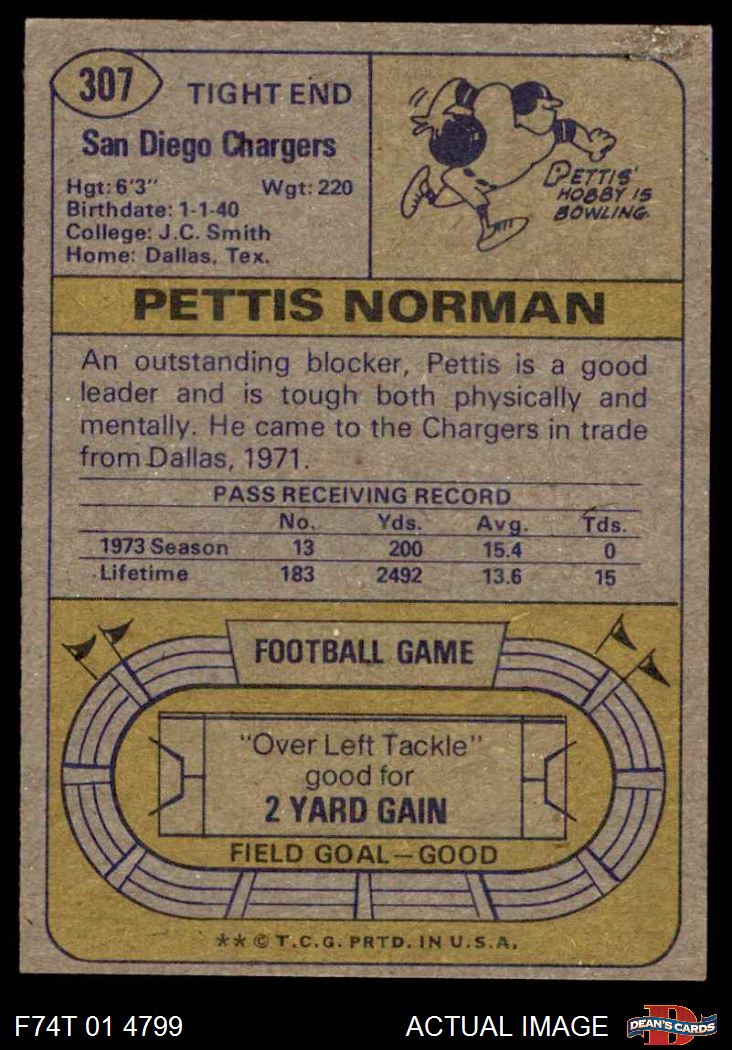 307
TIGHT END
San Diego Chargers
Hgt: 6'3" Wgt: 220
Birthdate: 1-1-40
College: J.C. Smith
Home: Dallas, Tex.
PETTIS'
HOBBY IS
BOWLING.
PETTIS NORMAN
An outstanding blocker, Pettis is a good
leader and is tough both physically and
mentally. He came to the Chargers in trade
from Dallas, 1971.
PASS RECEIVING RECORD
No. Yds. Avg. Tds.
1973 Season 13 200 15.4 0
Lifetime 183 2492 13.6 15
FOOTBALL GAME
"Over Left Tackle"
good for
2 YARD GAIN
FIELD GOAL—GOOD
** © T.C.G. PRTD. IN U.S.A.
F74T 01 4799 ACTUAL IMAGE
D
DEAN'S CARDS